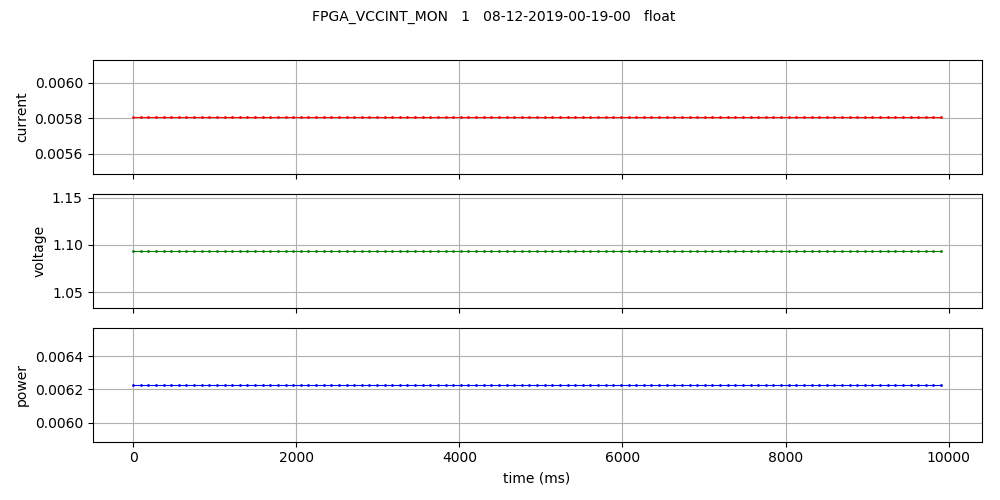 FPGA_VCCINT_MON 1 08-12-2019-00-19-00 float
0.0060
0.0058
0.0056
current
1.15
1.10
1.05
voltage
0.0064
0.0062
0.0060
power
0 2000 4000 6000 8000 10000
time (ms)